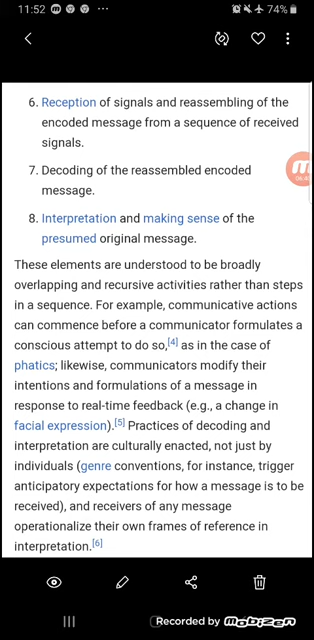 11:52
74%
6. Reception of signals and reassembling of the
encoded message from a sequence of received
signals.
7. Decoding of the reassembled encoded
message.
8. Interpretation and making sense of the
presumed original message.
These elements are understood to be broadly
overlapping and recursive activities rather than steps
in a sequence. For example, communicative actions
can commence before a communicator formulates a
conscious attempt to do so,[4] as in the case of
phatics; likewise, communicators modify their
intentions and formulations of a message in
response to real-time feedback (e.g., a change in
facial expression).[5] Practices of decoding and
interpretation are culturally enacted, not just by
individuals (genre conventions, for instance, trigger
anticipatory expectations for how a message is to be
received), and receivers of any message
operationalize their own frames of reference in
interpretation.[6]
Recorded by mobizen